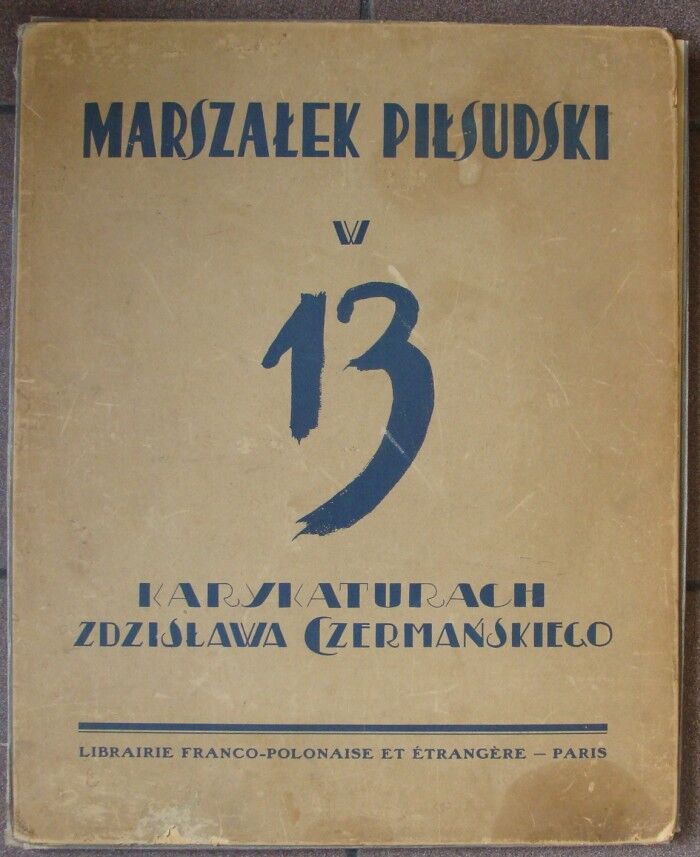 MARSZAŁEK PIŁSUDSKI
W
13
KARYKATURACH
ZDZISŁAWA CZERMAŃSKIEGO
LIBRAIRIE FRANCO-POLONAISE ET ÉTRANGÈRE — PARIS